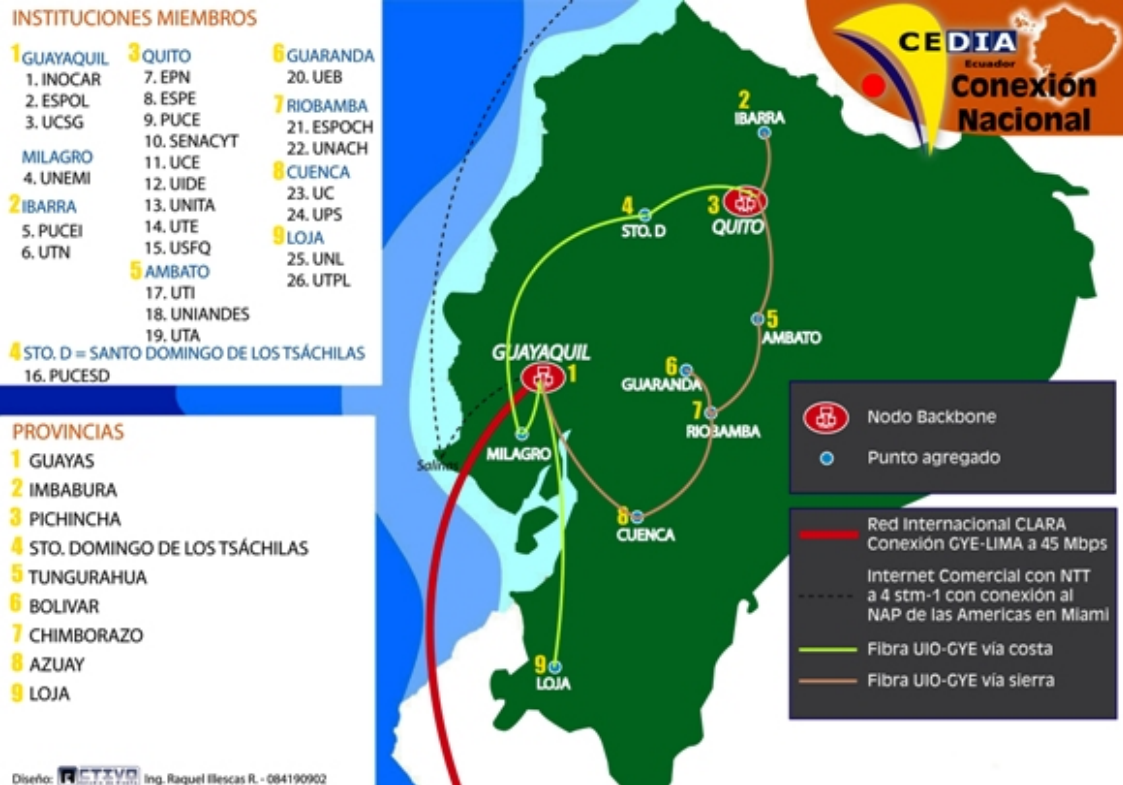 INSTITUCIONES MIEMBROS
1 GUAYAQUIL
1. INOCAR
2. ESPOL
3. UCSG
MILAGRO
4. UNEMI
2 IBARRA
5. PUCEI
6. UTN
3 QUITO
7. EPN
8. ESPE
9. PUCE
10. SENACYT
11. UCE
12. UIDE
13. UNITA
14. UTE
15. USFQ
5 AMBATO
17. UTI
18. UNIANDES
19. UTA
6 GUARANDA
20. UEB
7 RIOBAMBA
21. ESPOCH
22. UNACH
8 CUENCA
23. UC
24. UPS
9 LOJA
25. UNL
26. UTPL
4 STO. D = SANTO DOMINGO DE LOS TSÁCHILAS
16. PUCESD
PROVINCIAS
1 GUAYAS
2 IMBABURA
3 PICHINCHA
4 STO. DOMINGO DE LOS TSÁCHILAS
5 TUNGURAHUA
6 BOLIVAR
7 CHIMBORAZO
8 AZUAY
9 LOJA
Diseño: Ing. Raquel Illescas R. - 084190902
CEDIA
Ecuador
Conexión
Nacional
2
IBARRA
4
STO. D
3
QUITO
5
AMBATO
GUAYAQUIL
1
6
GUARANDA
7
RIOBAMBA
MILAGRO
Salinas
8
CUENCA
9
LOJA
Nodo Backbone
Punto agregado
Red Internacional CLARA
Conexión GYE-LIMA a 45 Mbps
Internet Comercial con NTT
a 4 stm-1 con conexión al
NAP de las Americas en Miami
Fibra UIO-GYE vía costa
Fibra UIO-GYE vía sierra